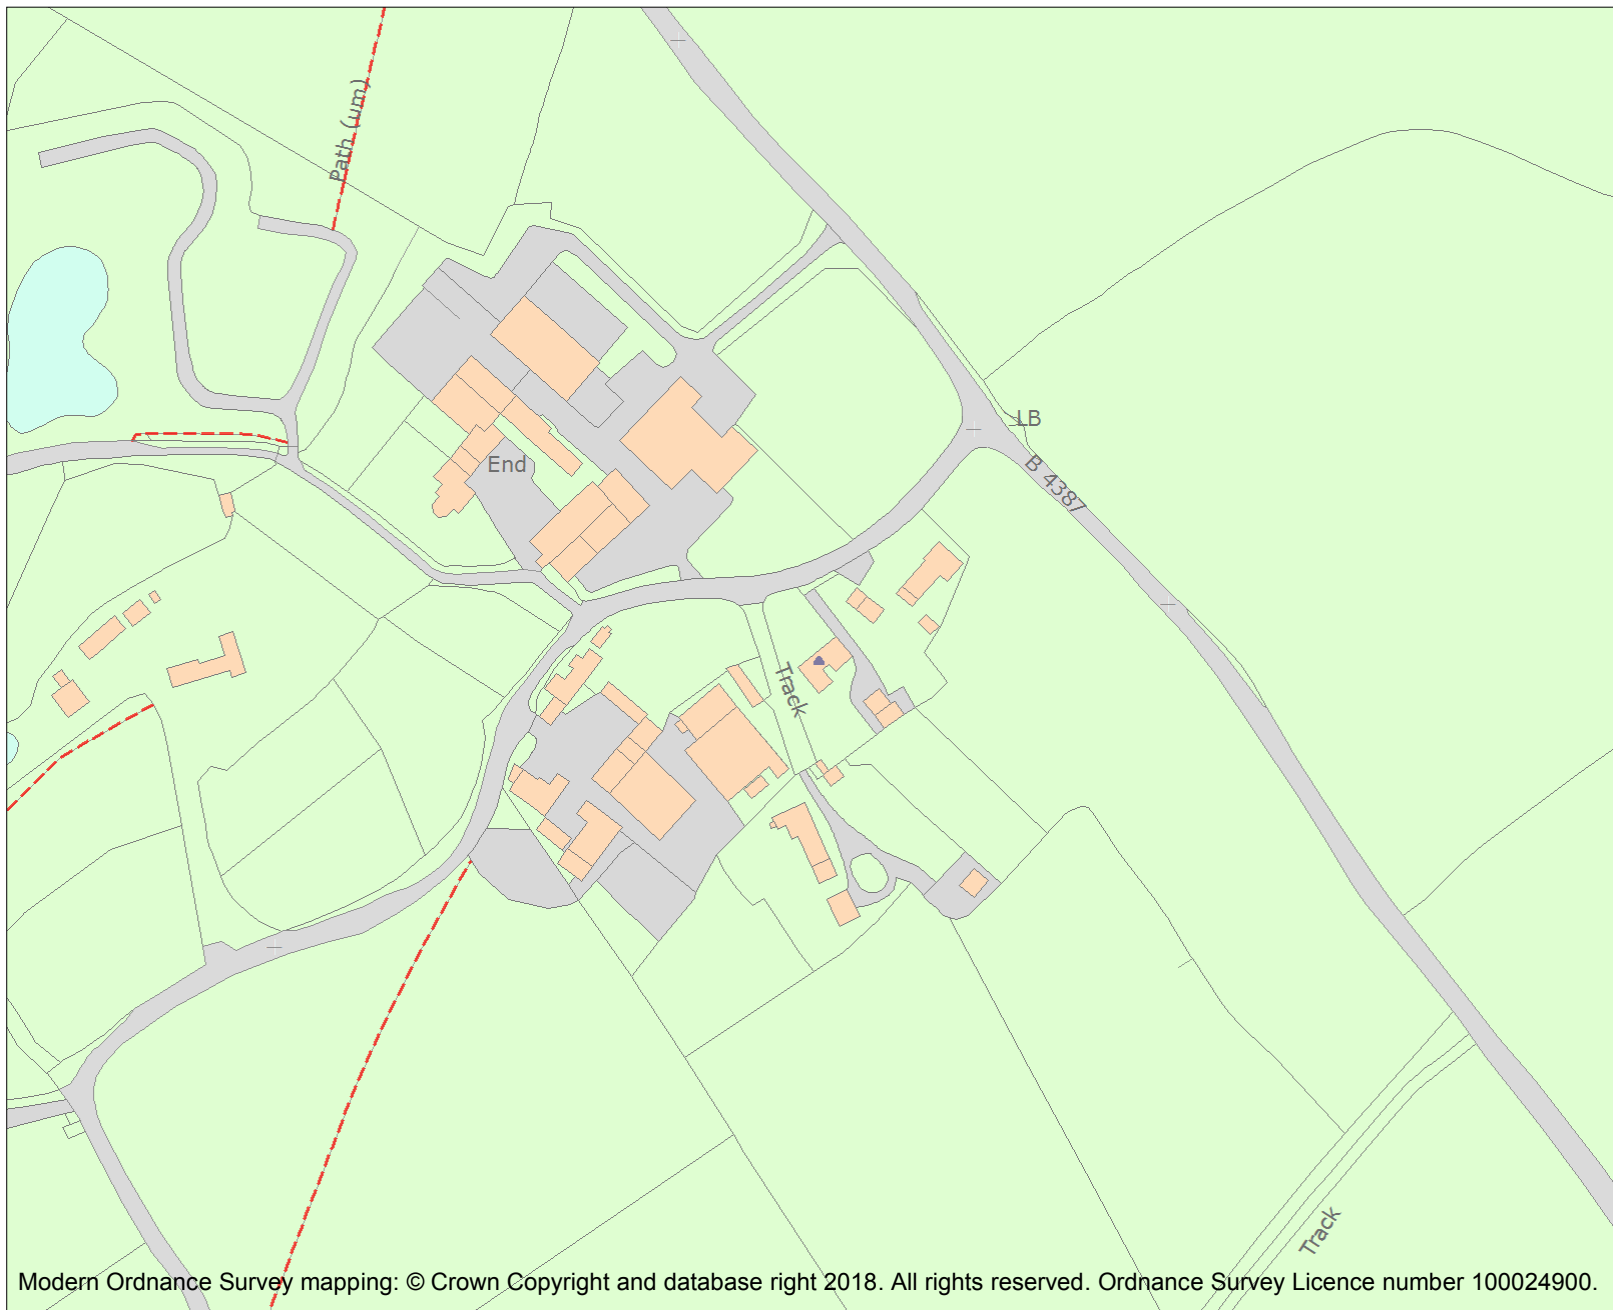 Path (um)
LB
End
B 4387
Track
Track
Modern Ordnance Survey mapping: © Crown Copyright and database right 2018. All rights reserved. Ordnance Survey Licence number 100024900.